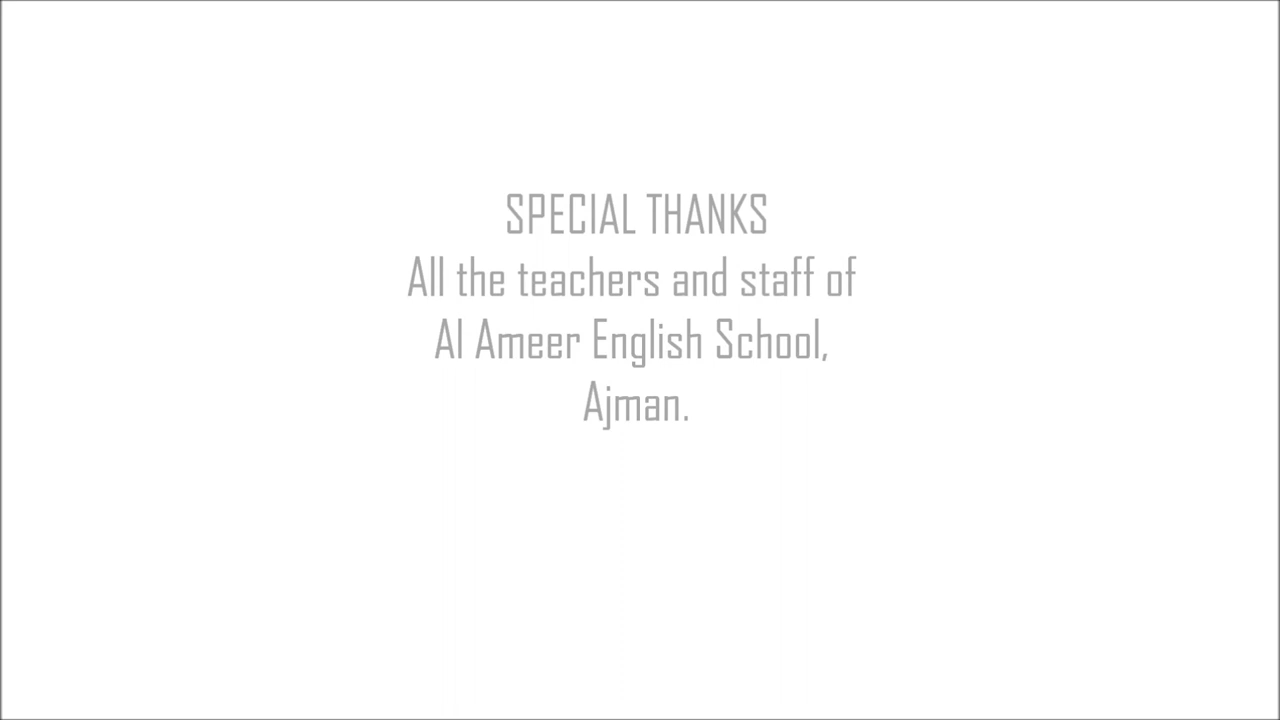 SPECIAL THANKS
All the teachers and staff of
Al Ameer English School,
Ajman.